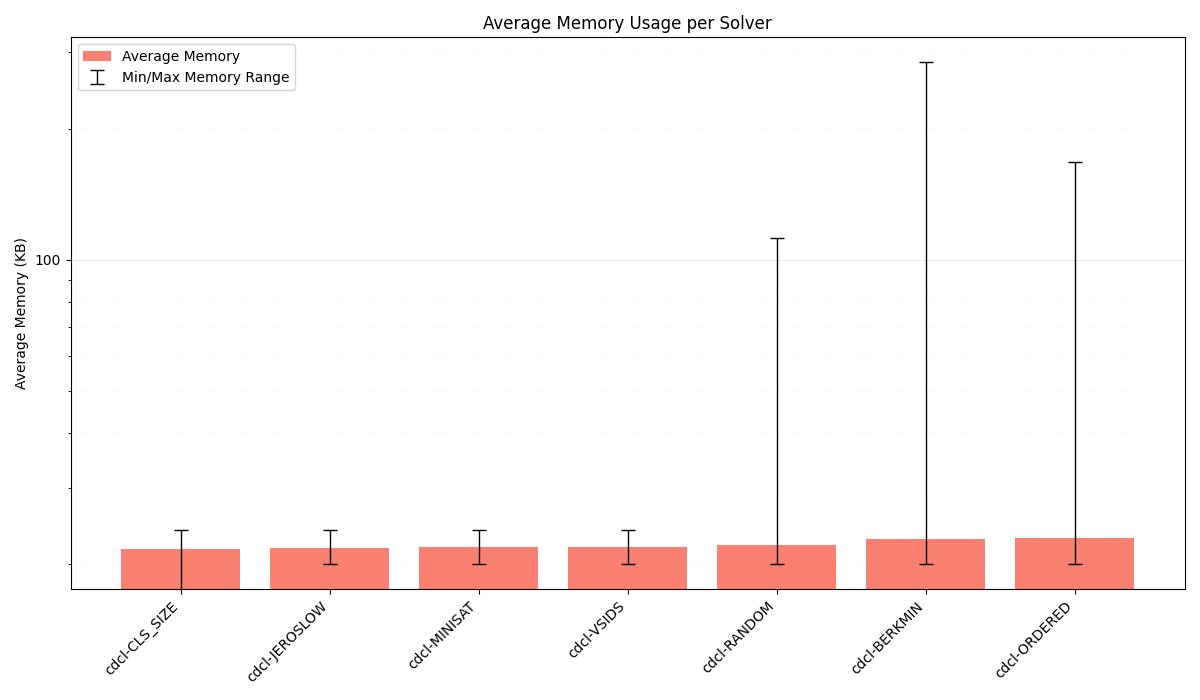 Average Memory Usage per Solver
Average Memory
Min/Max Memory Range
Average Memory (KB)
100
cdcl-CLS_SIZE
cdcl-JEROSLOW
cdcl-MINISAT
cdcl-VSIDS
cdcl-RANDOM
cdcl-BERKMIN
cdcl-ORDERED